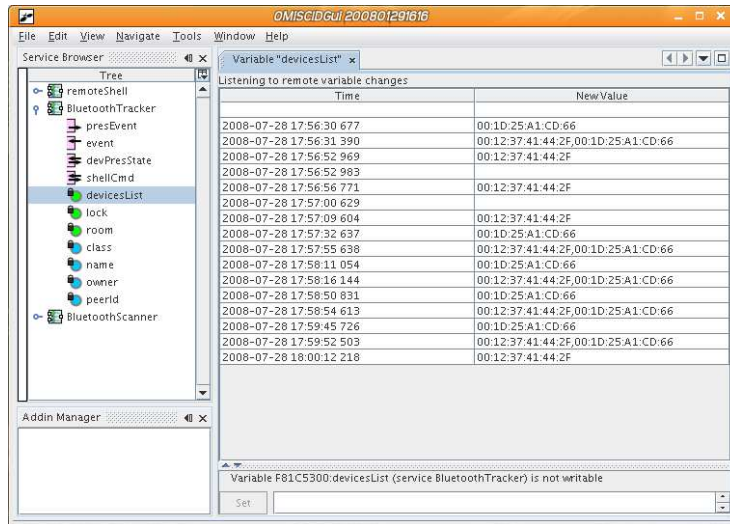 OMISCIDGui 200801291616
File Edit View Navigate Tools Window Help
Service Browser
Tree
remoteShell
BluetoothTracker
presEvent
event
devPresState
shellCmd
devicesList
lock
room
class
name
owner
peerId
BluetoothScanner
Addin Manager
Variable "devicesList" x
Listening to remote variable changes
Time New Value
2008-07-28 17:56:30 677 00:1D:25:A1:CD:66
2008-07-28 17:56:31 390 00:12:37:41:44:2F,00:1D:25:A1:CD:66
2008-07-28 17:56:52 969 00:12:37:41:44:2F
2008-07-28 17:56:52 983
2008-07-28 17:56:56 771 00:12:37:41:44:2F
2008-07-28 17:57:00 629
2008-07-28 17:57:09 604 00:12:37:41:44:2F
2008-07-28 17:57:32 637 00:1D:25:A1:CD:66
2008-07-28 17:57:55 638 00:12:37:41:44:2F,00:1D:25:A1:CD:66
2008-07-28 17:58:11 054 00:1D:25:A1:CD:66
2008-07-28 17:58:16 144 00:12:37:41:44:2F,00:1D:25:A1:CD:66
2008-07-28 17:58:50 831 00:1D:25:A1:CD:66
2008-07-28 17:58:54 613 00:12:37:41:44:2F,00:1D:25:A1:CD:66
2008-07-28 17:59:45 726 00:1D:25:A1:CD:66
2008-07-28 17:59:52 503 00:12:37:41:44:2F,00:1D:25:A1:CD:66
2008-07-28 18:00:12 218 00:12:37:41:44:2F
Variable F81C5300:devicesList (service BluetoothTracker) is not writable
Set